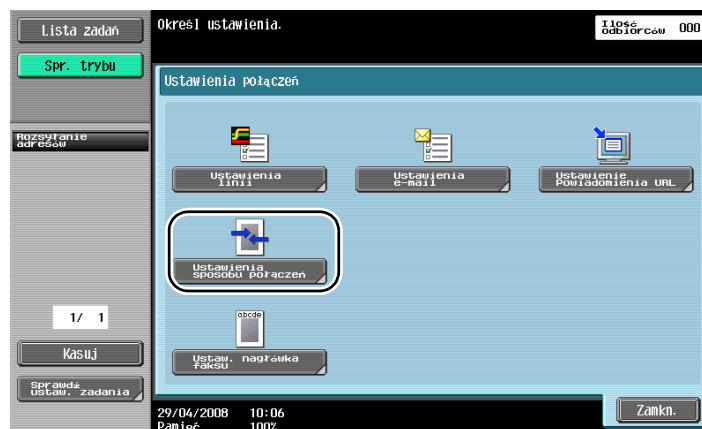 Lista zadań
Określ ustawienia.
Ilość
odbiorców 000
Spr. trybu
Ustawienia połączeń
Rozsyłanie
adresów
Ustawienia
linii
Ustawienia
e-mail
Ustawienie
Powiadomienia URL
Ustawienia
sposobu połączeń
abcde
1/ 1
Kasuj
Ustaw. nagłówka
faksu
Sprawdź
ustaw. zadania
29/04/2008 10:06
Pamięć 100%
Zamkn.